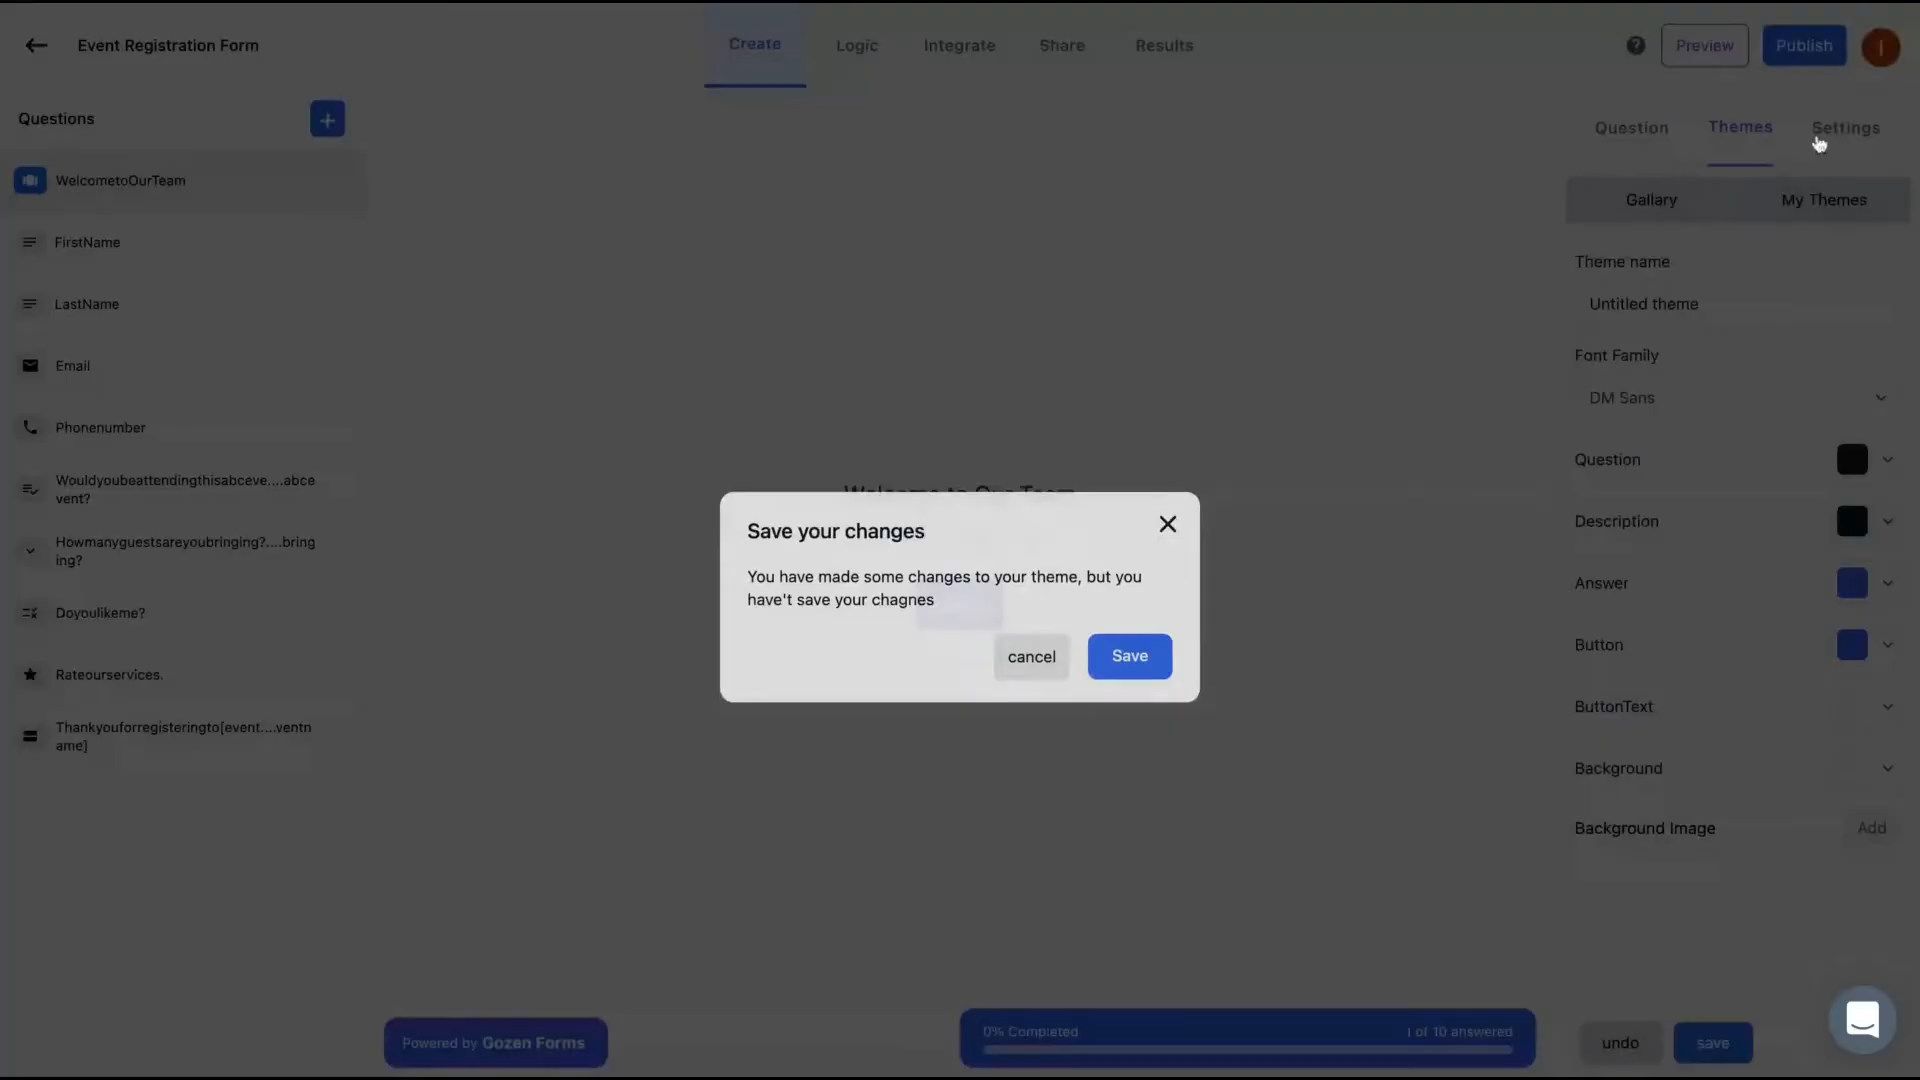 Event Registration Form
Create
Logic
Integrate
Share
Results
?
Preview
Publish
I
Questions
+
Question
Themes
Settings
WelcometoOurTeam
Gallary
My Themes
FirstName
Theme name
LastName
Untitled theme
Font Family
Email
DM Sans
Phonenumber
Question
Wouldyoubeattendingthisabceve....abce
vent?
Welcome to Our Team
Save your changes
Description
Howmanyguestsareyoubringing?....bring
ing?
You have made some changes to your theme, but you
have't save your chagnes
Answer
Doyoulikeme?
cancel
Save
Button
Rateourservices.
ButtonText
Thankyouforregisteringto[event....ventn
ame]
Background
Background Image
Add
Powered by Gozen Forms
0% Completed
1 of 10 answered
undo
save